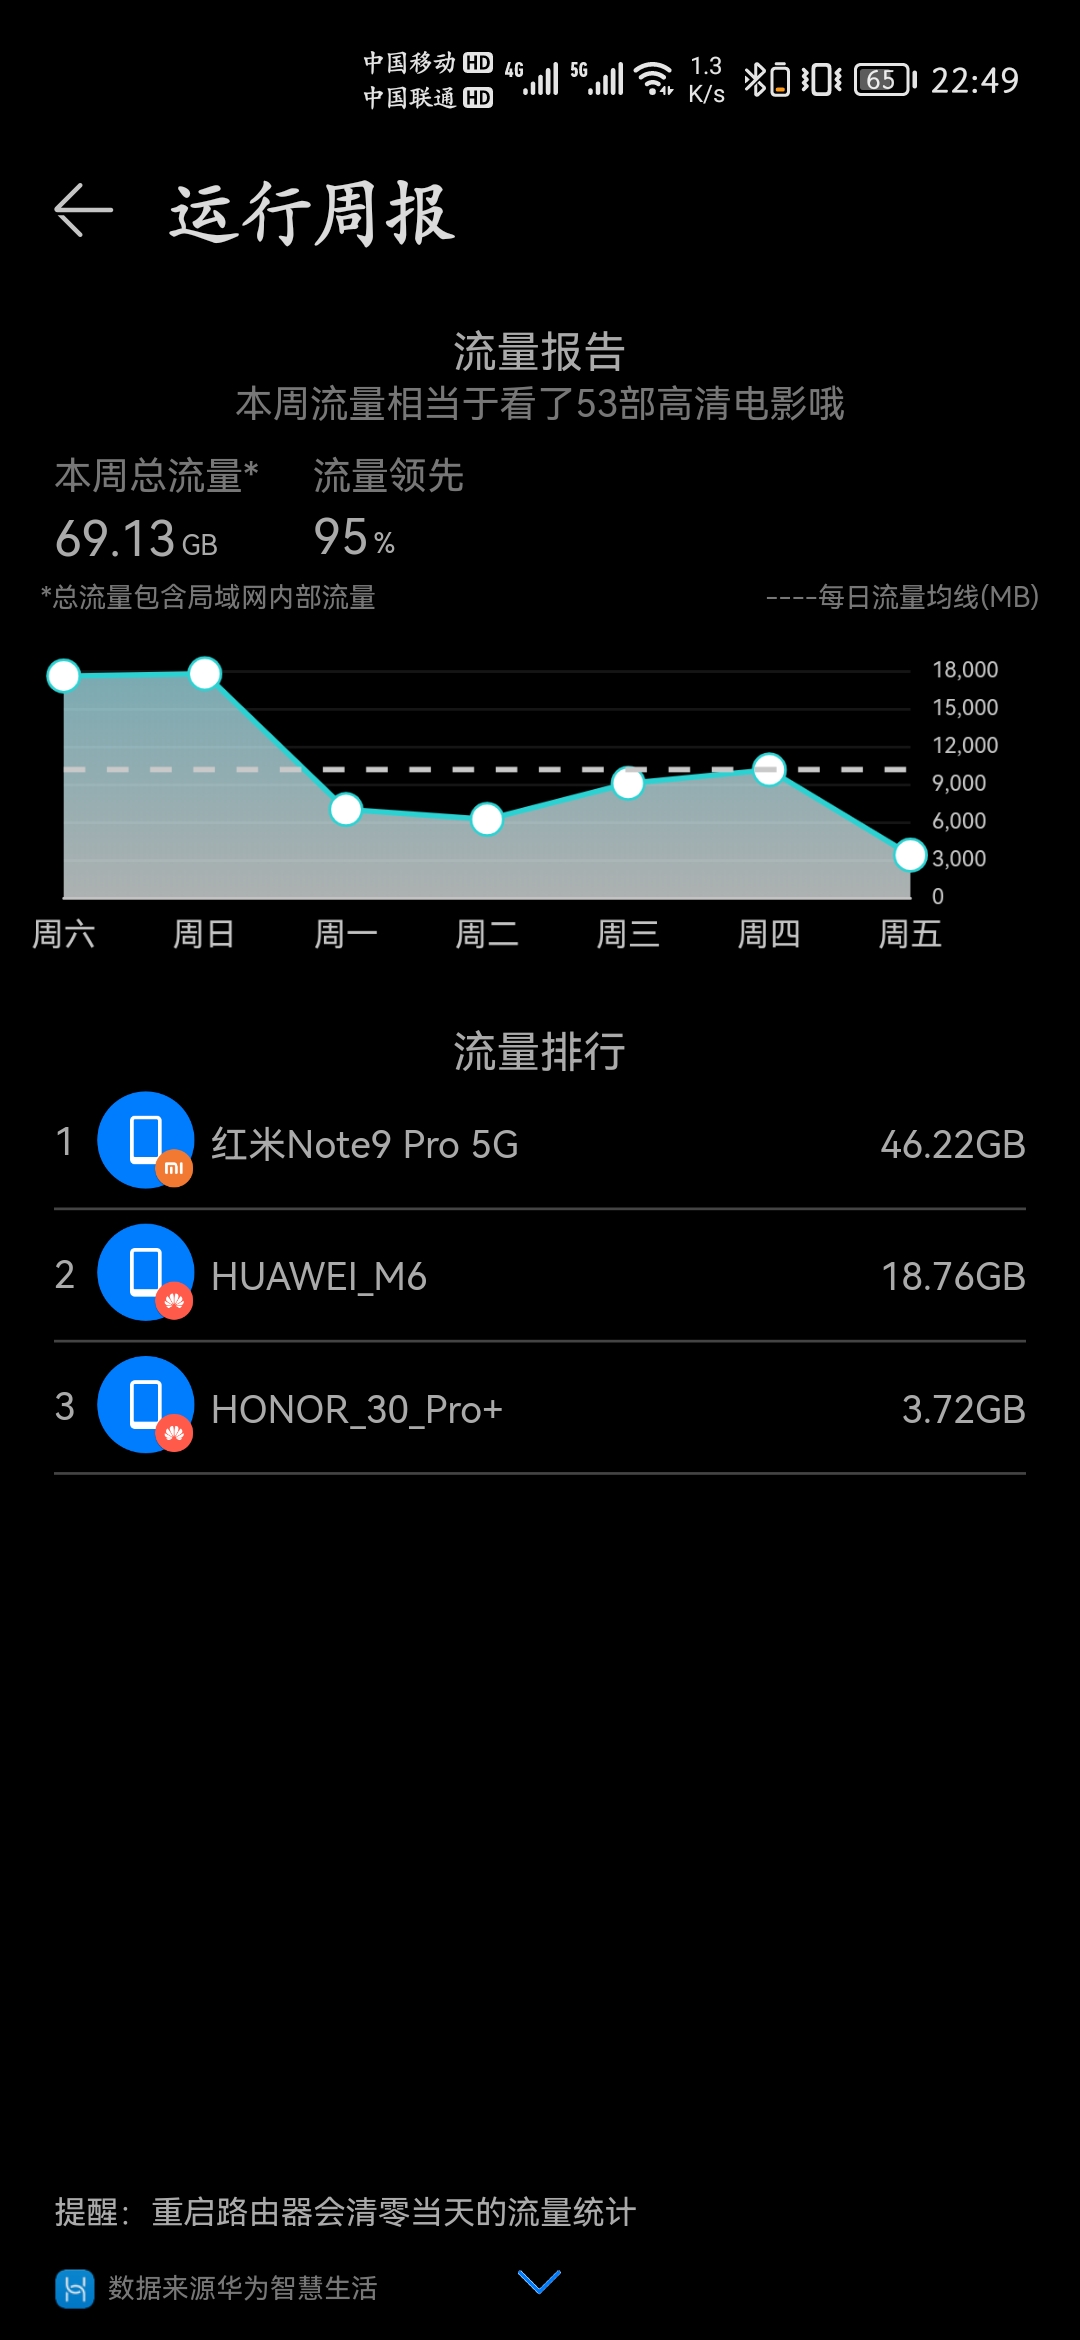 中国移动 HD 4G 5G 1.3 K/s 65 22:49
中国联通 HD
运行周报
流量报告
本周流量相当于看了53部高清电影哦
本周总流量* 流量领先
69.13 GB 95 %
*总流量包含局域网内部流量 ----每日流量均线(MB)
18,000
15,000
12,000
9,000
6,000
3,000
0
周六 周日 周一 周二 周三 周四 周五
流量排行
1 红米Note9 Pro 5G 46.22GB
2 HUAWEI_M6 18.76GB
3 HONOR_30_Pro+ 3.72GB
提醒：重启路由器会清零当天的流量统计
数据来源华为智慧生活